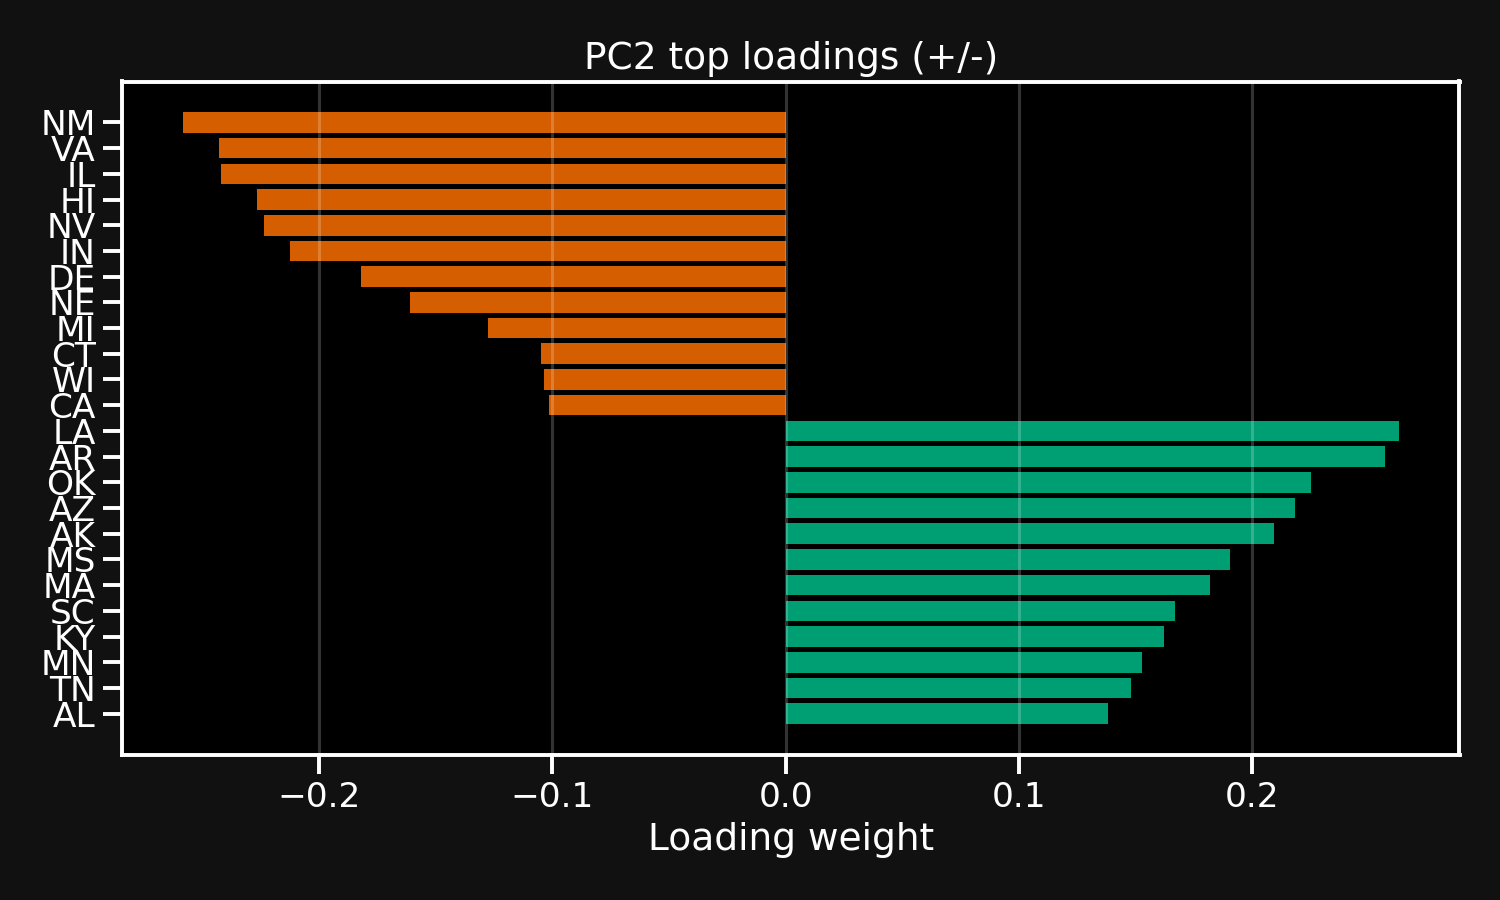 PC2 top loadings (+/-)
NM
VA
IL
HI
NV
IN
DE
NE
MI
CT
WI
CA
LA
AR
OK
AZ
AK
MS
MA
SC
KY
MN
TN
AL
−0.2 −0.1 0.0 0.1 0.2
Loading weight